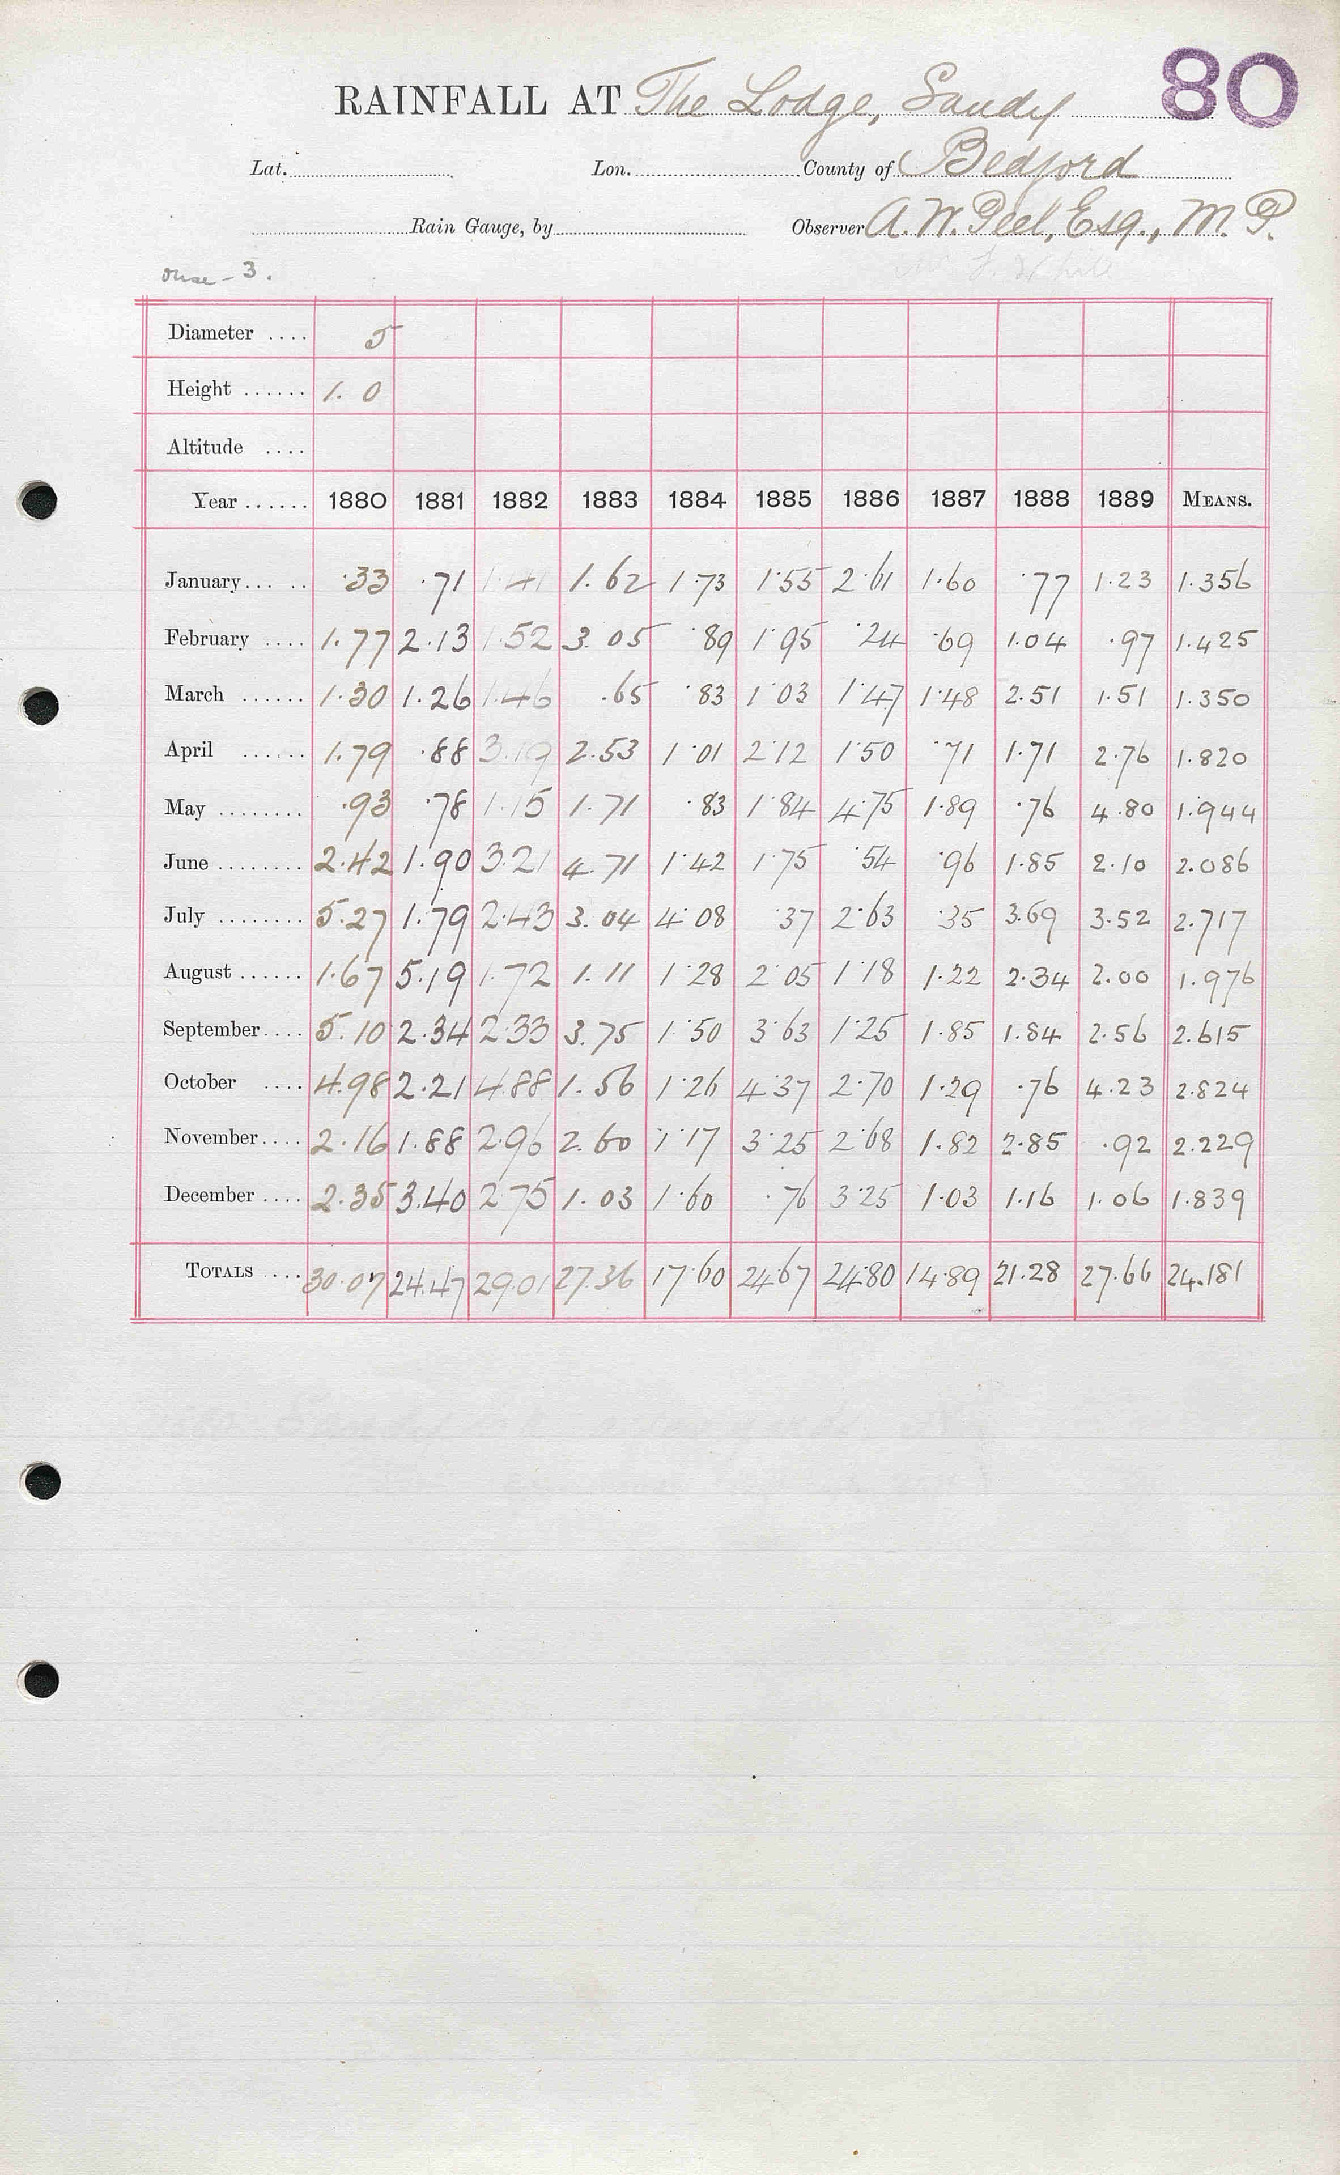 80
RAINFALL AT The Lodge, Sandy
Lat. Lon. County of Bedford
Rain Gauge, by Observer A. W. Peel, Esq., M. P.
Ouse - 3.
Diameter .... 5
Height ...... 1. 0
Altitude ....
Year ...... 1880 1881 1882 1883 1884 1885 1886 1887 1888 1889 MEANS.
January ... .. .33 .71 1.41 1.62 1.73 1.55 2.61 1.60 .77 1.23 1.356
February .... 1.77 2.13 1.52 3.05 .89 1.95 .24 .69 1.04 .97 1.425
March ...... 1.30 1.26 1.46 .65 .83 1.03 1.47 1.48 2.51 1.51 1.350
April ...... 1.79 .88 3.19 2.53 1.01 2.12 1.50 .71 1.71 2.76 1.820
May ........ .93 .78 1.15 1.71 .83 1.84 4.75 1.89 .76 4.80 1.944
June ........ 2.42 1.90 3.21 4.71 1.42 1.75 .54 .96 1.85 2.10 2.086
July ........ 5.27 1.79 2.43 3.04 4.08 .37 2.63 .35 3.69 3.52 2.717
August ...... 1.67 5.19 1.72 1.11 1.28 2.05 1.18 1.22 2.34 2.00 1.976
September .... 5.10 2.34 2.33 3.75 1.50 3.63 1.25 1.85 1.84 2.56 2.615
October .... 4.98 2.21 4.88 1.56 1.26 4.37 2.70 1.29 .76 4.23 2.824
November .... 2.16 1.88 2.96 2.60 1.17 3.25 2.68 1.82 2.85 .92 2.229
December .... 2.35 3.40 2.75 1.03 1.60 .76 3.25 1.03 1.16 1.06 1.839
TOTALS ... 30.07 24.47 29.01 27.36 17.60 24.67 24.80 14.89 21.28 27.66 24.181